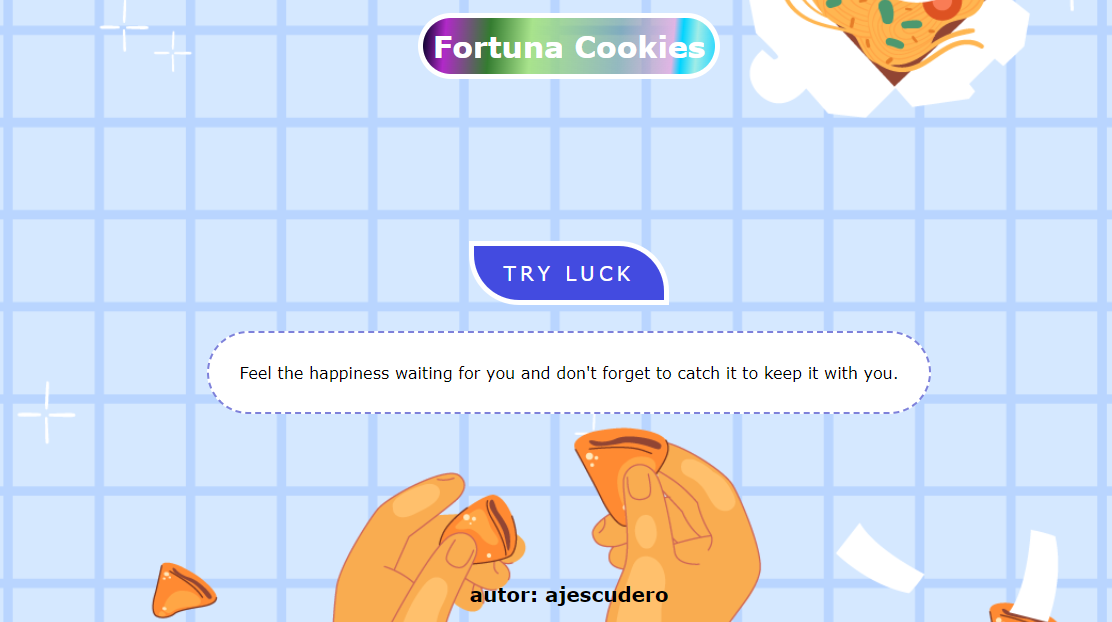 Fortuna Cookies
TRY LUCK
Feel the happiness waiting for you and don't forget to catch it to keep it with you.
autor: ajescudero